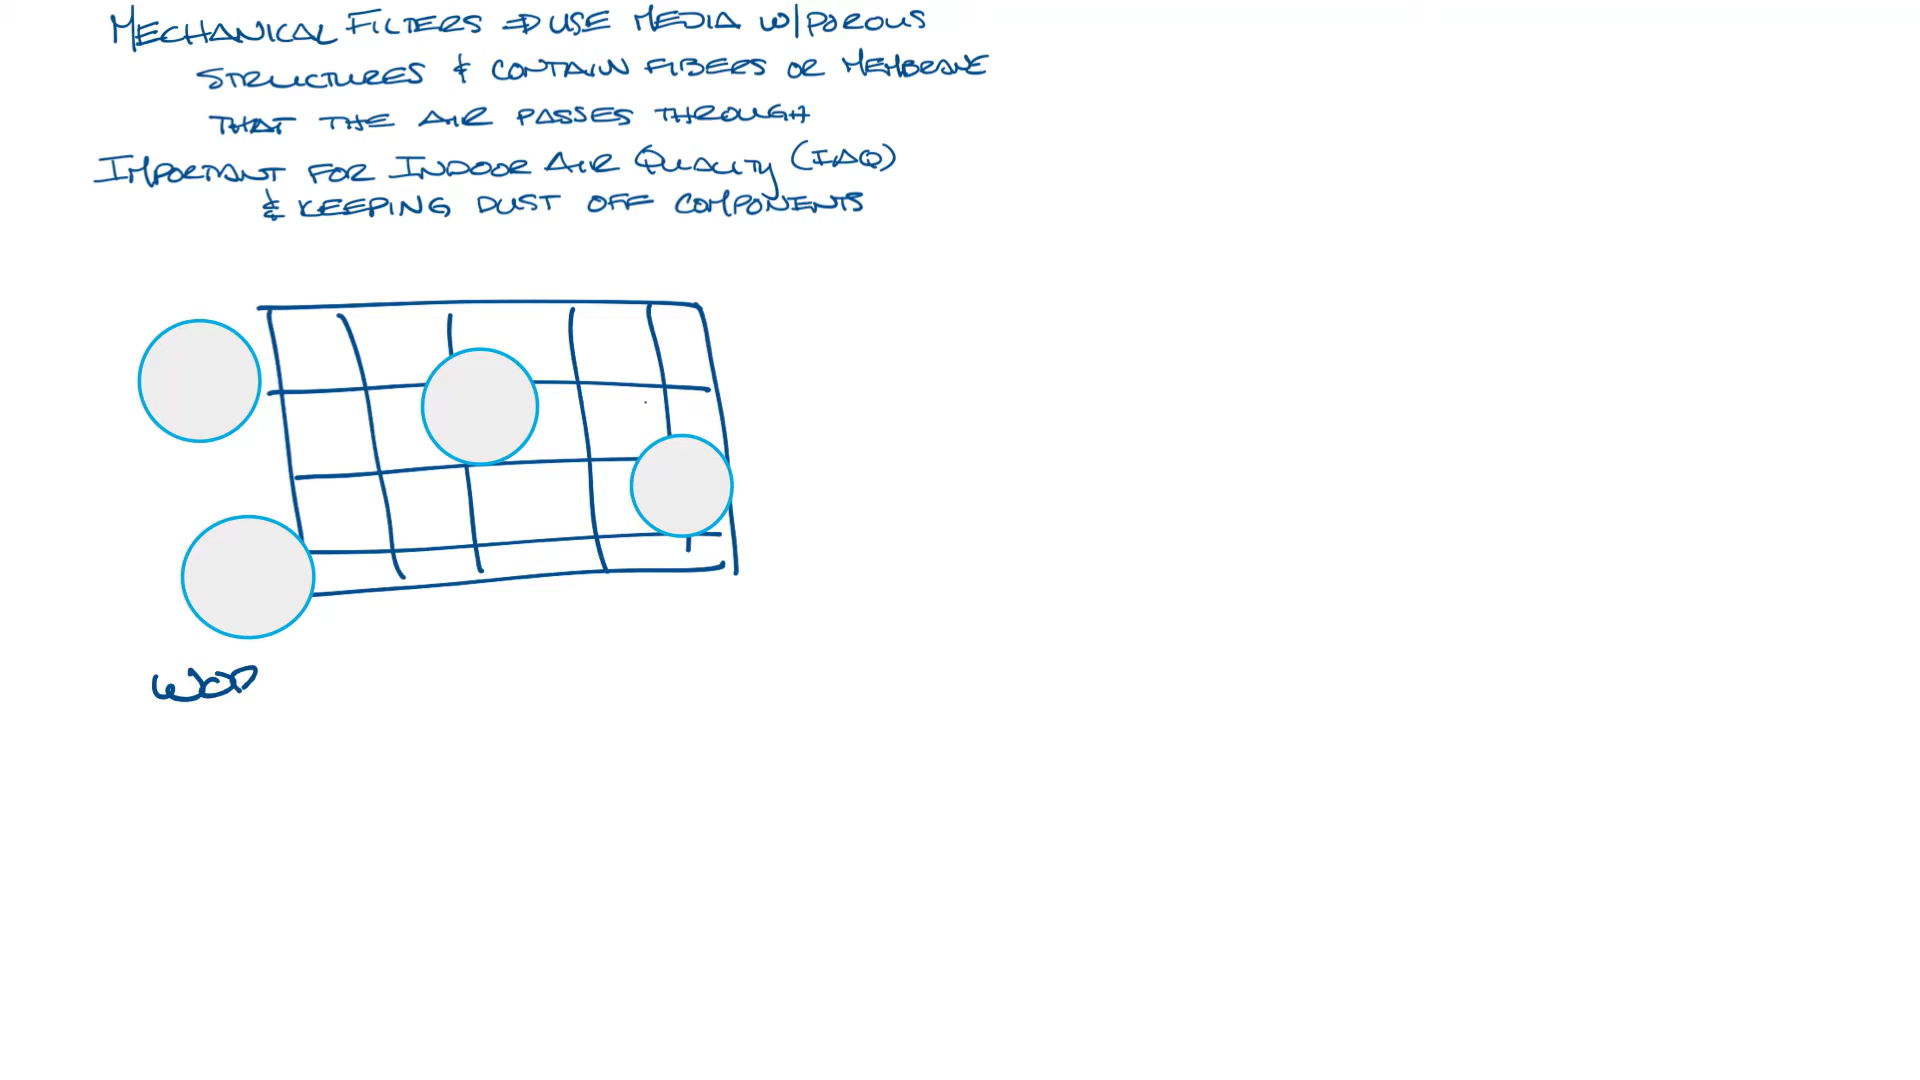 MECHANICAL FILTERS ⇒ USE MEDIA W/POROUS
STRUCTURES & CONTAIN FIBERS OR MEMBRANE
THAT THE AIR PASSES THROUGH
IMPORTANT FOR INDOOR AIR QUALITY (IAQ)
& KEEPING DUST OFF COMPONENTS